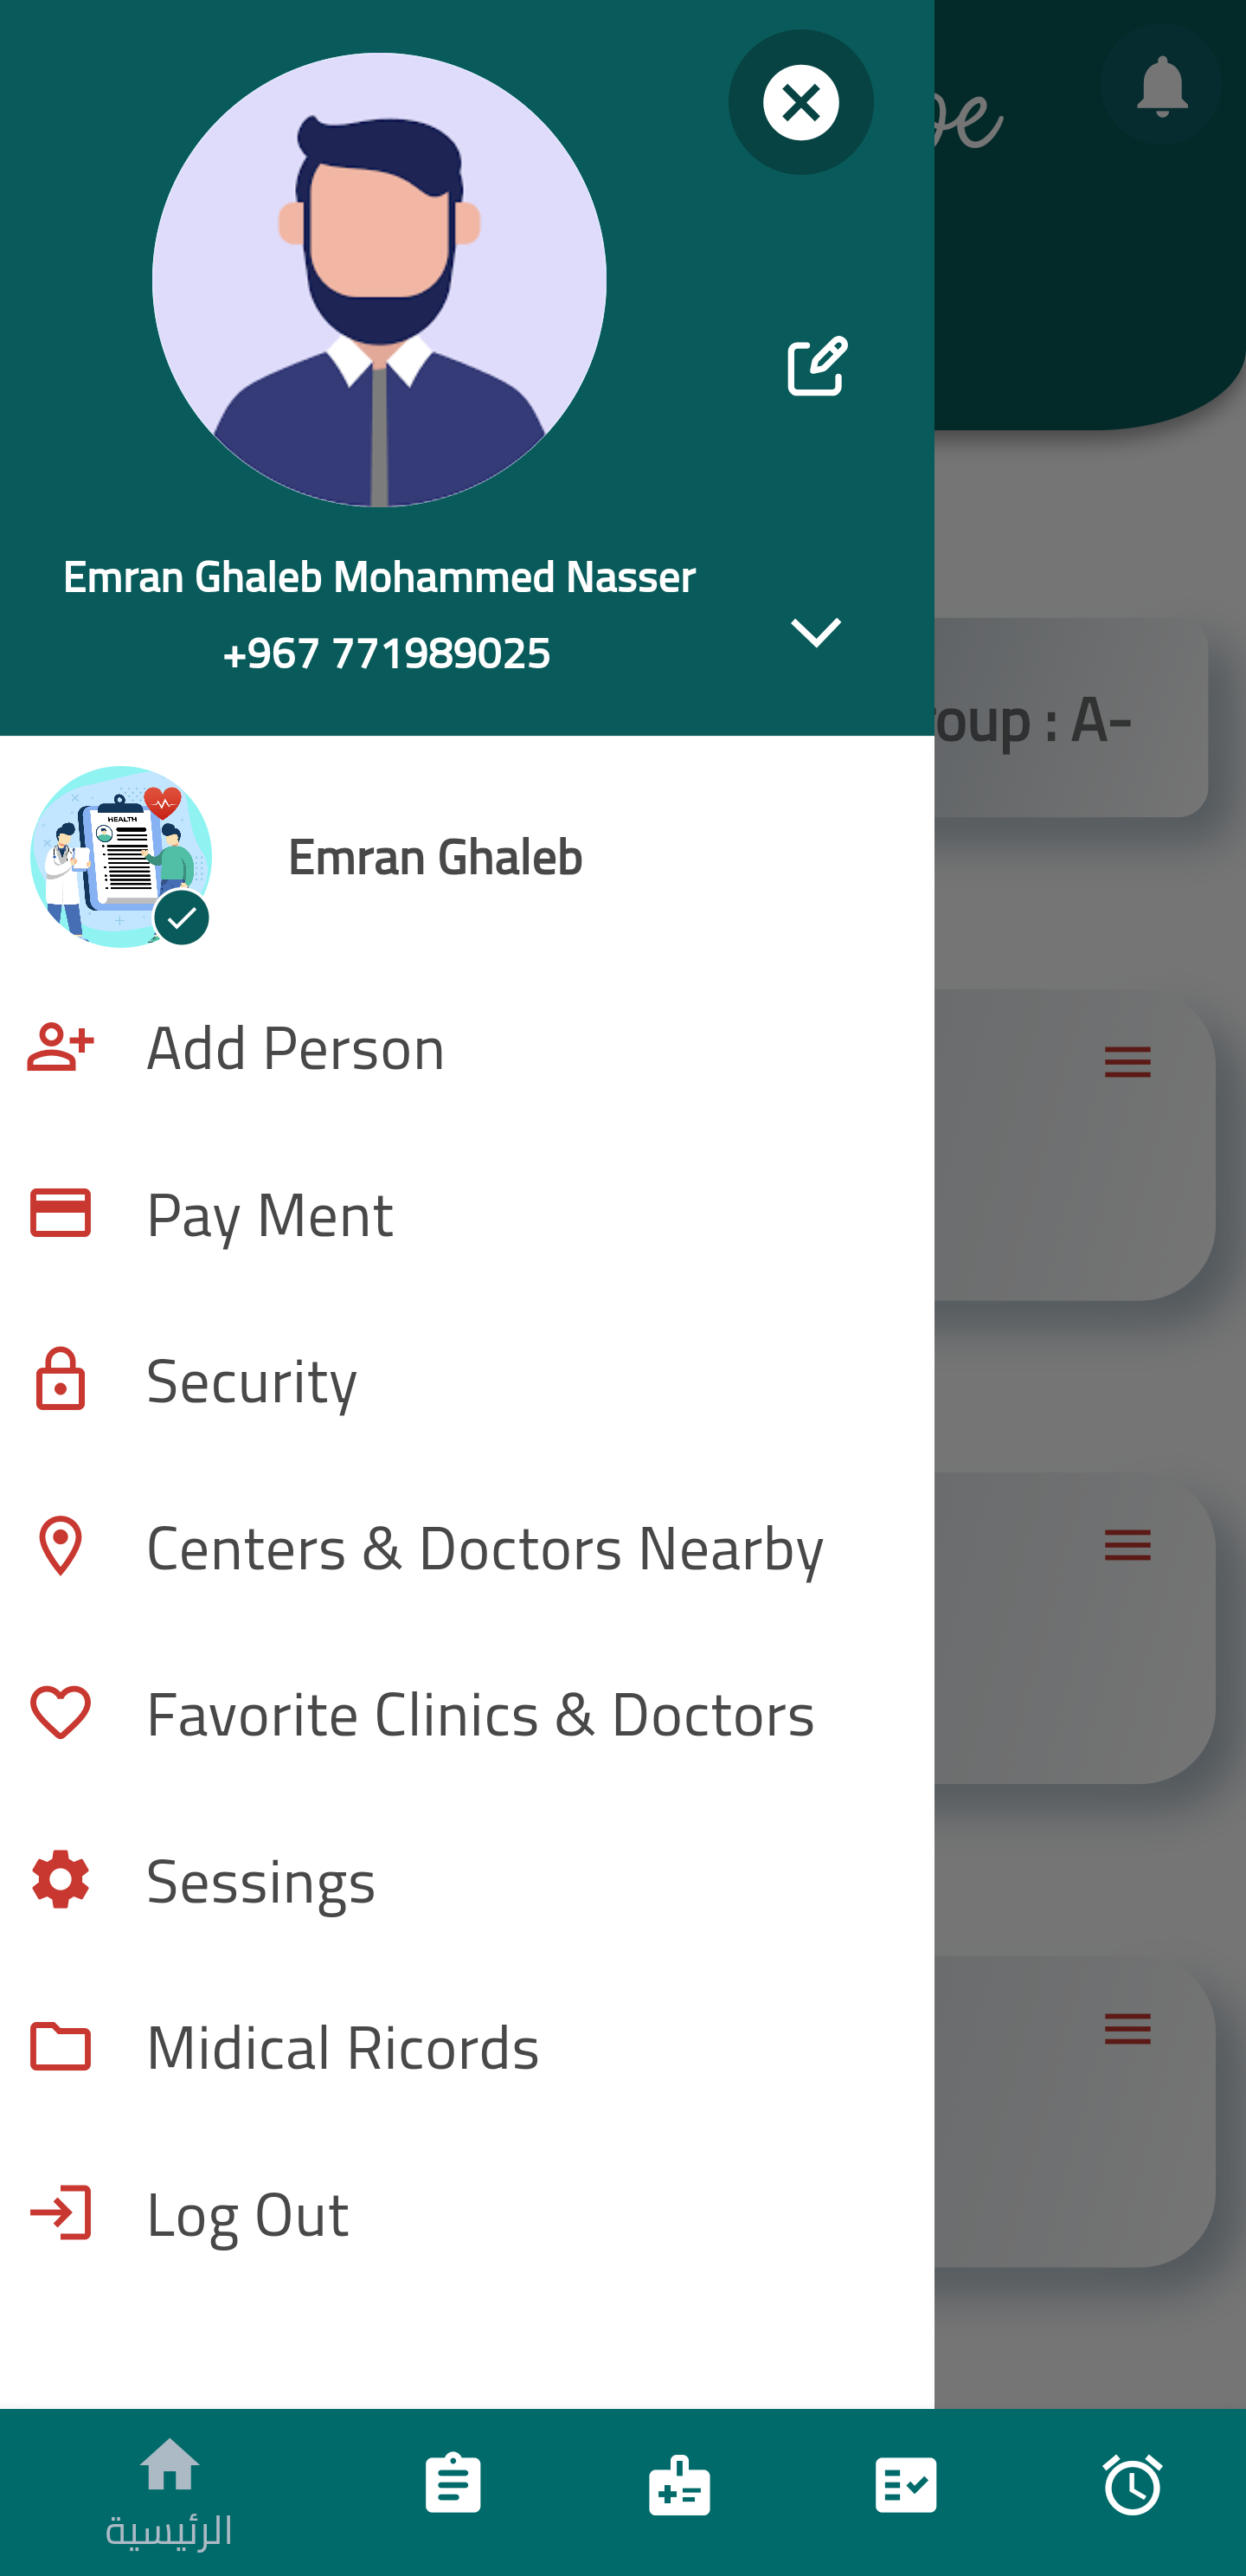 Emran Ghaleb Mohammed Nasser
+967 771989025
roup : A-
HEALTH
Emran Ghaleb
Add Person
Pay Ment
Security
Centers & Doctors Nearby
Favorite Clinics & Doctors
Sessings
Midical Ricords
Log Out
الرئيسية